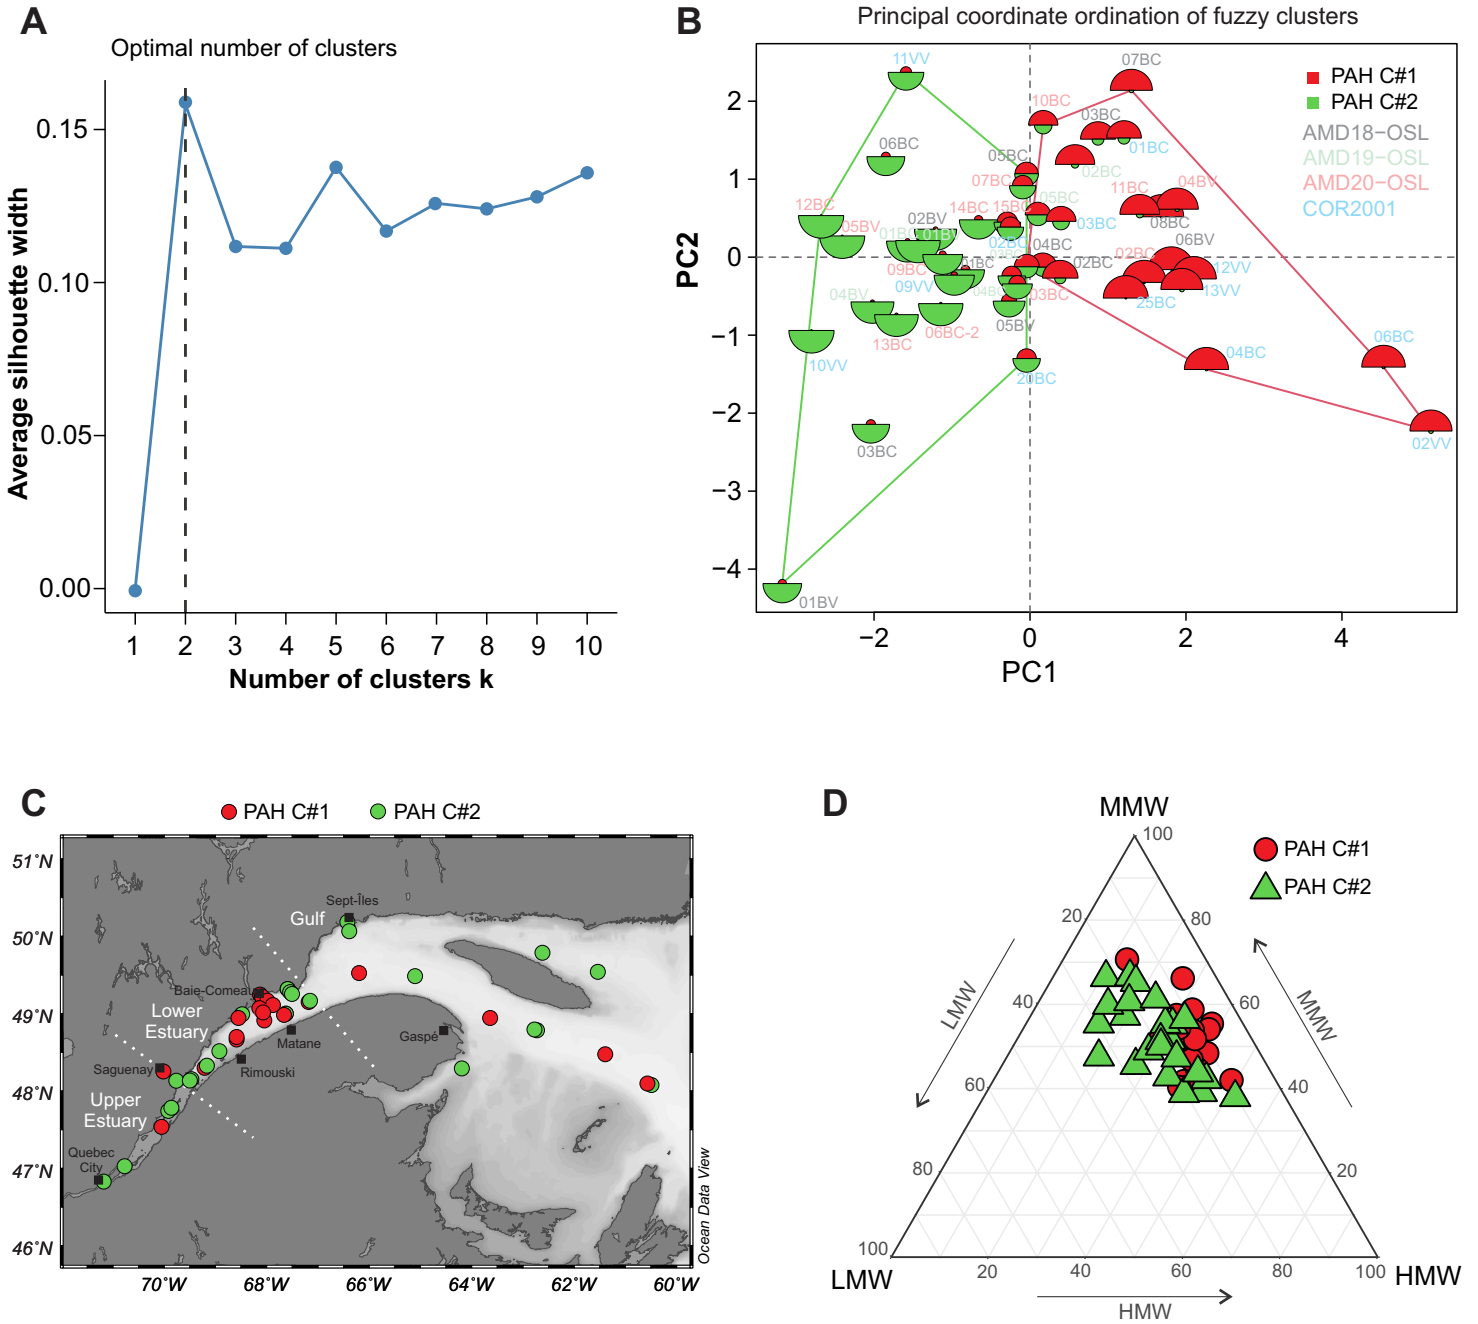 A
Optimal number of clusters
0.15
0.10
0.05
0.00
Average silhouette width
1 2 3 4 5 6 7 8 9 10
Number of clusters k
B
Principal coordinate ordination of fuzzy clusters
PAH C#1
PAH C#2
AMD18−OSL
AMD19−OSL
AMD20−OSL
COR2001
11VV
07BC
10BC
03BC
01BC
06BC
05BC
02BC
07BC
11BC
04BV
12BC
05BV
02BV
14BC
15BC
05BC
03BC
08BC
01BC
01BV
02BC
04BC
06BV
09BC
01BC
02BC
02BC
12VV
09VV
04BC
03BC
25BC
13VV
04BV
13BC
06BC-2
05BV
10VV
20BC
04BC
06BC
03BC
02VV
01BV
2
1
0
−1
−2
−3
−4
PC2
−2 0 2 4
PC1
C
PAH C#1 PAH C#2
51˚N
50˚N
49˚N
48˚N
47˚N
46˚N
Sept-Îles
Gulf
Baie-Comeau
Lower
Estuary
Matane
Gaspé
Saguenay
Rimouski
Upper
Estuary
Quebec
City
Ocean Data View
70˚W 68˚W 66˚W 64˚W 62˚W 60˚W
D
MMW
100
PAH C#1
PAH C#2
20 80
40 60
LMW MMW
60 40
80 20
100
LMW
20 40 60 80 100
HMW
HMW